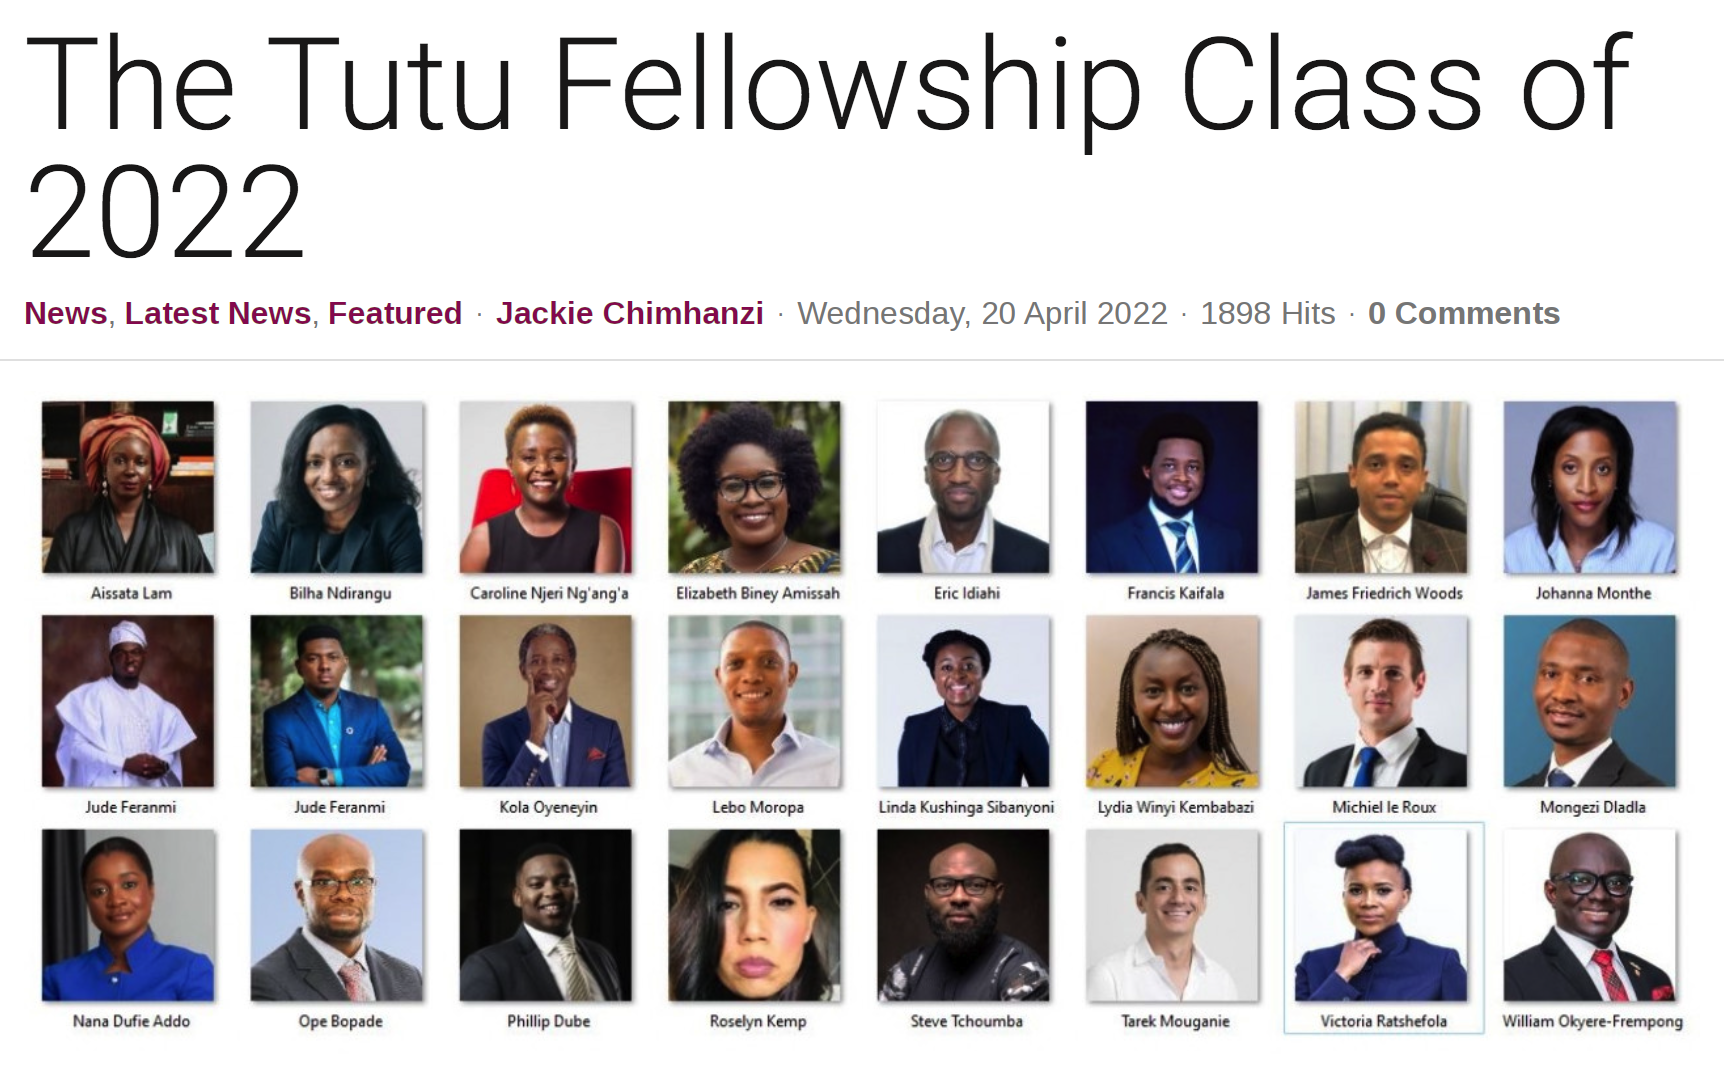 The Tutu Fellowship Class of
2022
News, Latest News, Featured · Jackie Chimhanzi · Wednesday, 20 April 2022 · 1898 Hits · 0 Comments
Aissata Lam Bilha Ndirangu Caroline Njeri Ng'ang'a Elizabeth Biney Amissah Eric Idiahi Francis Kaifala James Friedrich Woods Johanna Monthe
Jude Feranmi Jude Feranmi Kola Oyeneyin Lebo Moropa Linda Kushinga Sibanyoni Lydia Winyi Kembabazi Michiel le Roux Mongezi Dladla
Nana Dufie Addo Ope Bopade Phillip Dube Roselyn Kemp Steve Tchoumba Tarek Mouganie Victoria Ratshefola William Okyere-Frempong